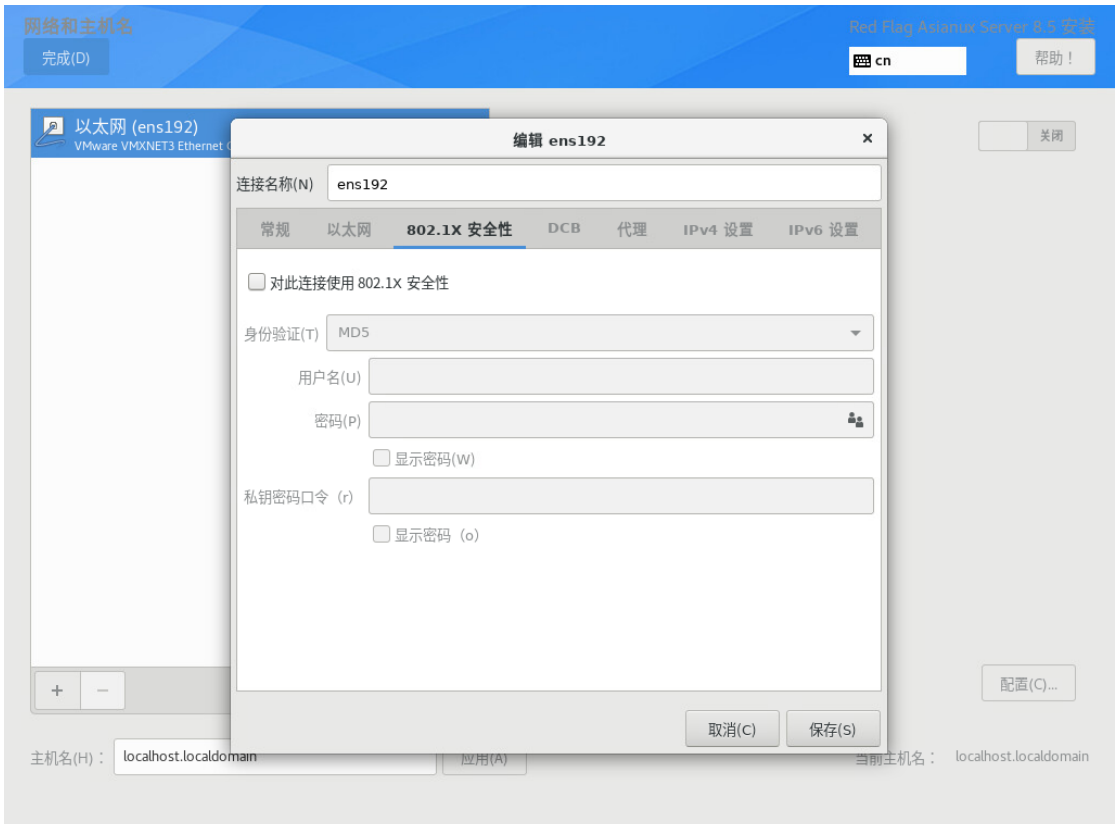 网络和主机名
Red Flag Asianux Server 8.5 安装
完成(D)
cn
帮助！
以太网 (ens192)
VMware VMXNET3 Ethernet
关闭
编辑 ens192
连接名称(N)
ens192
常规 以太网 802.1X 安全性 DCB 代理 IPv4 设置 IPv6 设置
对此连接使用 802.1X 安全性
身份验证(T) MD5
用户名(U)
密码(P)
显示密码(W)
私钥密码口令（r)
显示密码（o）
+ −
配置(C)...
取消(C) 保存(S)
主机名(H)： localhost.localdomain 应用(A) 当前主机名： localhost.localdomain